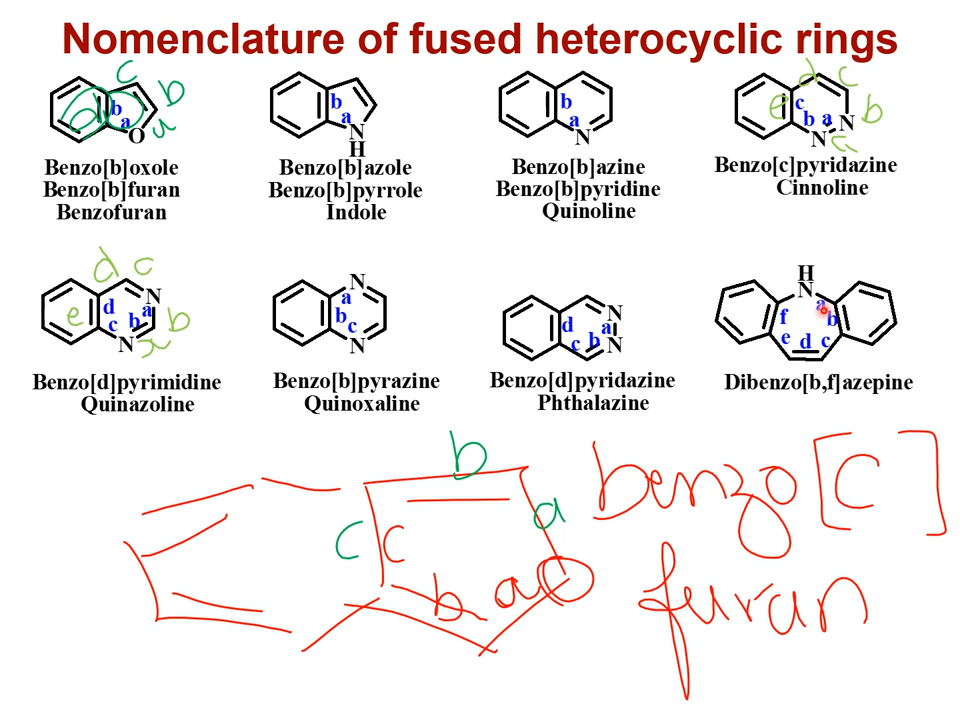 Nomenclature of fused heterocyclic rings
c
d b a b
a O
Benzo[b]oxole
Benzo[b]furan
Benzofuran
b
a
N
H
Benzo[b]azole
Benzo[b]pyrrole
Indole
b
a
N
Benzo[b]azine
Benzo[b]pyridine
Quinoline
d c
e c b
b a N
N a
Benzo[c]pyridazine
Cinnoline
d c
N
e d a
c b b
N
Benzo[d]pyrimidine
Quinazoline
N
a
b
c
N
Benzo[b]pyrazine
Quinoxaline
N
d a
c b N
Benzo[d]pyridazine
Phthalazine
H
N
a
f b
e d c
Dibenzo[b,f]azepine
b
c c a
b a O
benzo [c]
furan